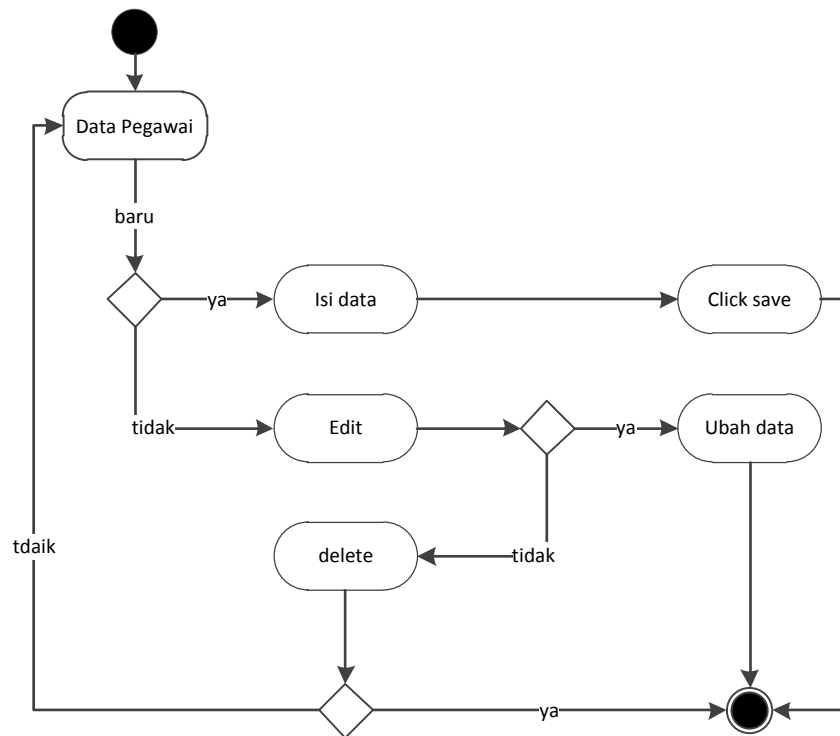 Data Pegawai
baru
ya
Isi data
Click save
tidak
Edit
ya
Ubah data
tdaik
delete
tidak
ya